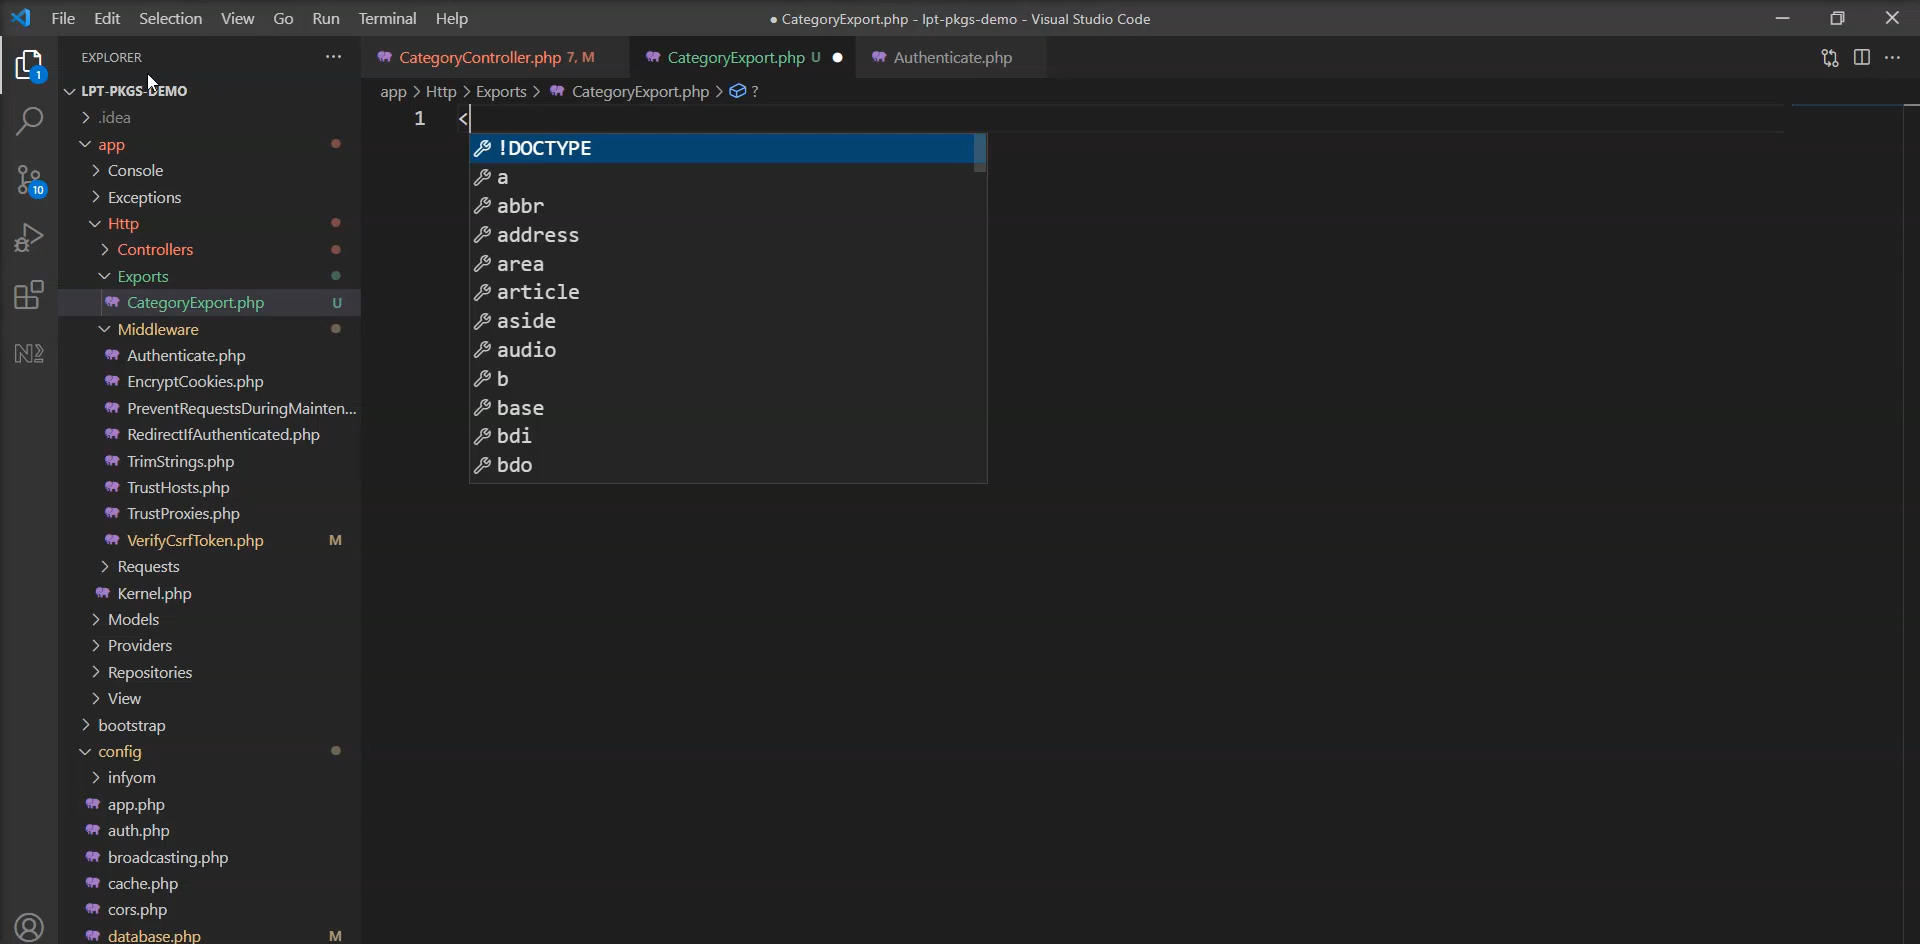 File Edit Selection View Go Run Terminal Help
● CategoryExport.php - lpt-pkgs-demo - Visual Studio Code
EXPLORER
CategoryController.php 7, M
CategoryExport.php U
Authenticate.php
LPT-PKGS-DEMO
app > Http > Exports > CategoryExport.php > ?
1 <
.idea
app
Console
Exceptions
Http
Controllers
Exports
CategoryExport.php U
Middleware
Authenticate.php
EncryptCookies.php
PreventRequestsDuringMainten...
RedirectIfAuthenticated.php
TrimStrings.php
TrustHosts.php
TrustProxies.php
VerifyCsrfToken.php M
Requests
Kernel.php
Models
Providers
Repositories
View
bootstrap
config
infyom
app.php
auth.php
broadcasting.php
cache.php
cors.php
database.php M
!DOCTYPE
a
abbr
address
area
article
aside
audio
b
base
bdi
bdo
1
10